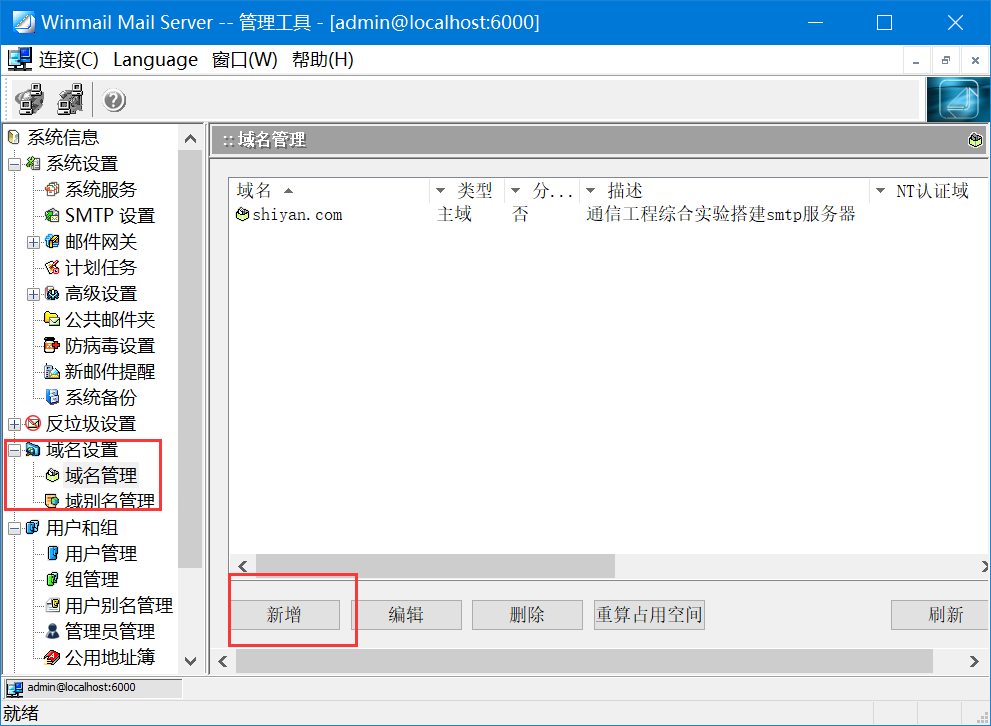 Winmail Mail Server -- 管理工具 - [admin@localhost:6000]
连接(C) Language 窗口(W) 帮助(H)
系统信息
系统设置
系统服务
SMTP 设置
邮件网关
计划任务
高级设置
公共邮件夹
防病毒设置
新邮件提醒
系统备份
反垃圾设置
域名设置
域名管理
域别名管理
用户和组
用户管理
组管理
用户别名管理
管理员管理
公用地址簿
:: 域名管理
域名 类型 分... 描述 NT认证域
shiyan.com 主域 否 通信工程综合实验搭建smtp服务器
新增 编辑 删除 重算占用空间 刷新
admin@localhost:6000
就绪